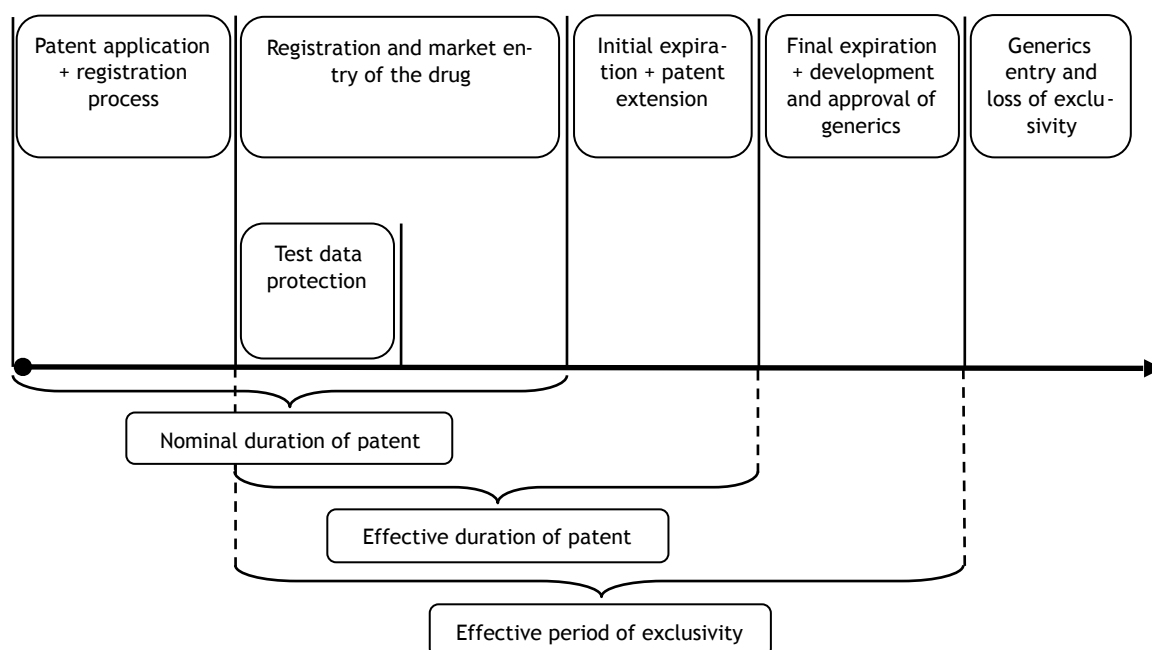 Patent application
+ registration
process
Registration and market en-
try of the drug
Initial expira-
tion + patent
extension
Final expiration
+ development
and approval of
generics
Generics
entry and
loss of exclu-
sivity
Test data
protection
Nominal duration of patent
Effective duration of patent
Effective period of exclusivity